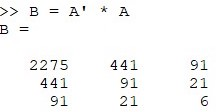 >> B = A' * A
B =
2275 441 91
441 91 21
91 21 6